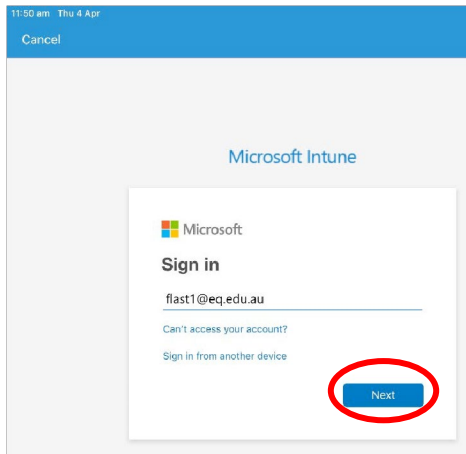 11:50 am Thu 4 Apr
Cancel
Microsoft Intune
Microsoft
Sign in
flast1@eq.edu.au
Can't access your account?
Sign in from another device
Next